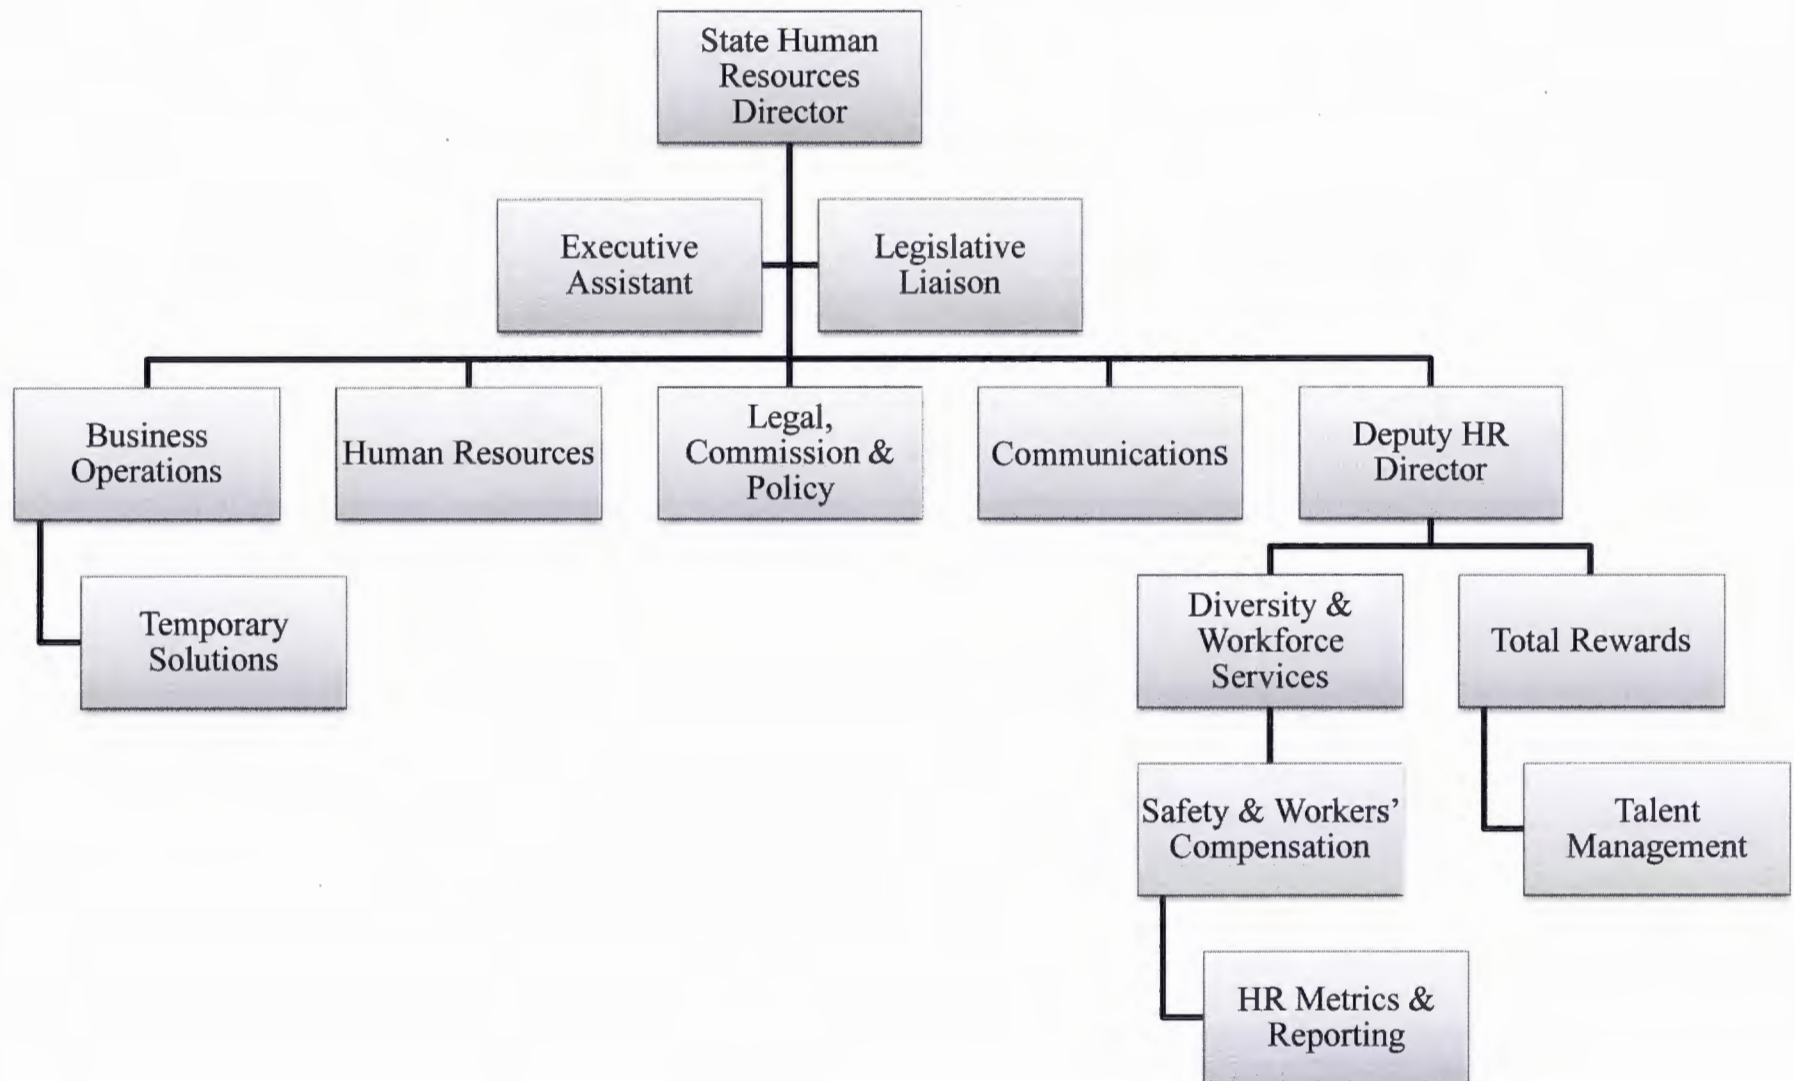 State Human
Resources
Director
Executive
Assistant
Legislative
Liaison
Business
Operations
Human Resources
Legal,
Commission &
Policy
Communications
Deputy HR
Director
Temporary
Solutions
Diversity &
Workforce
Services
Total Rewards
Safety & Workers’
Compensation
Talent
Management
HR Metrics &
Reporting